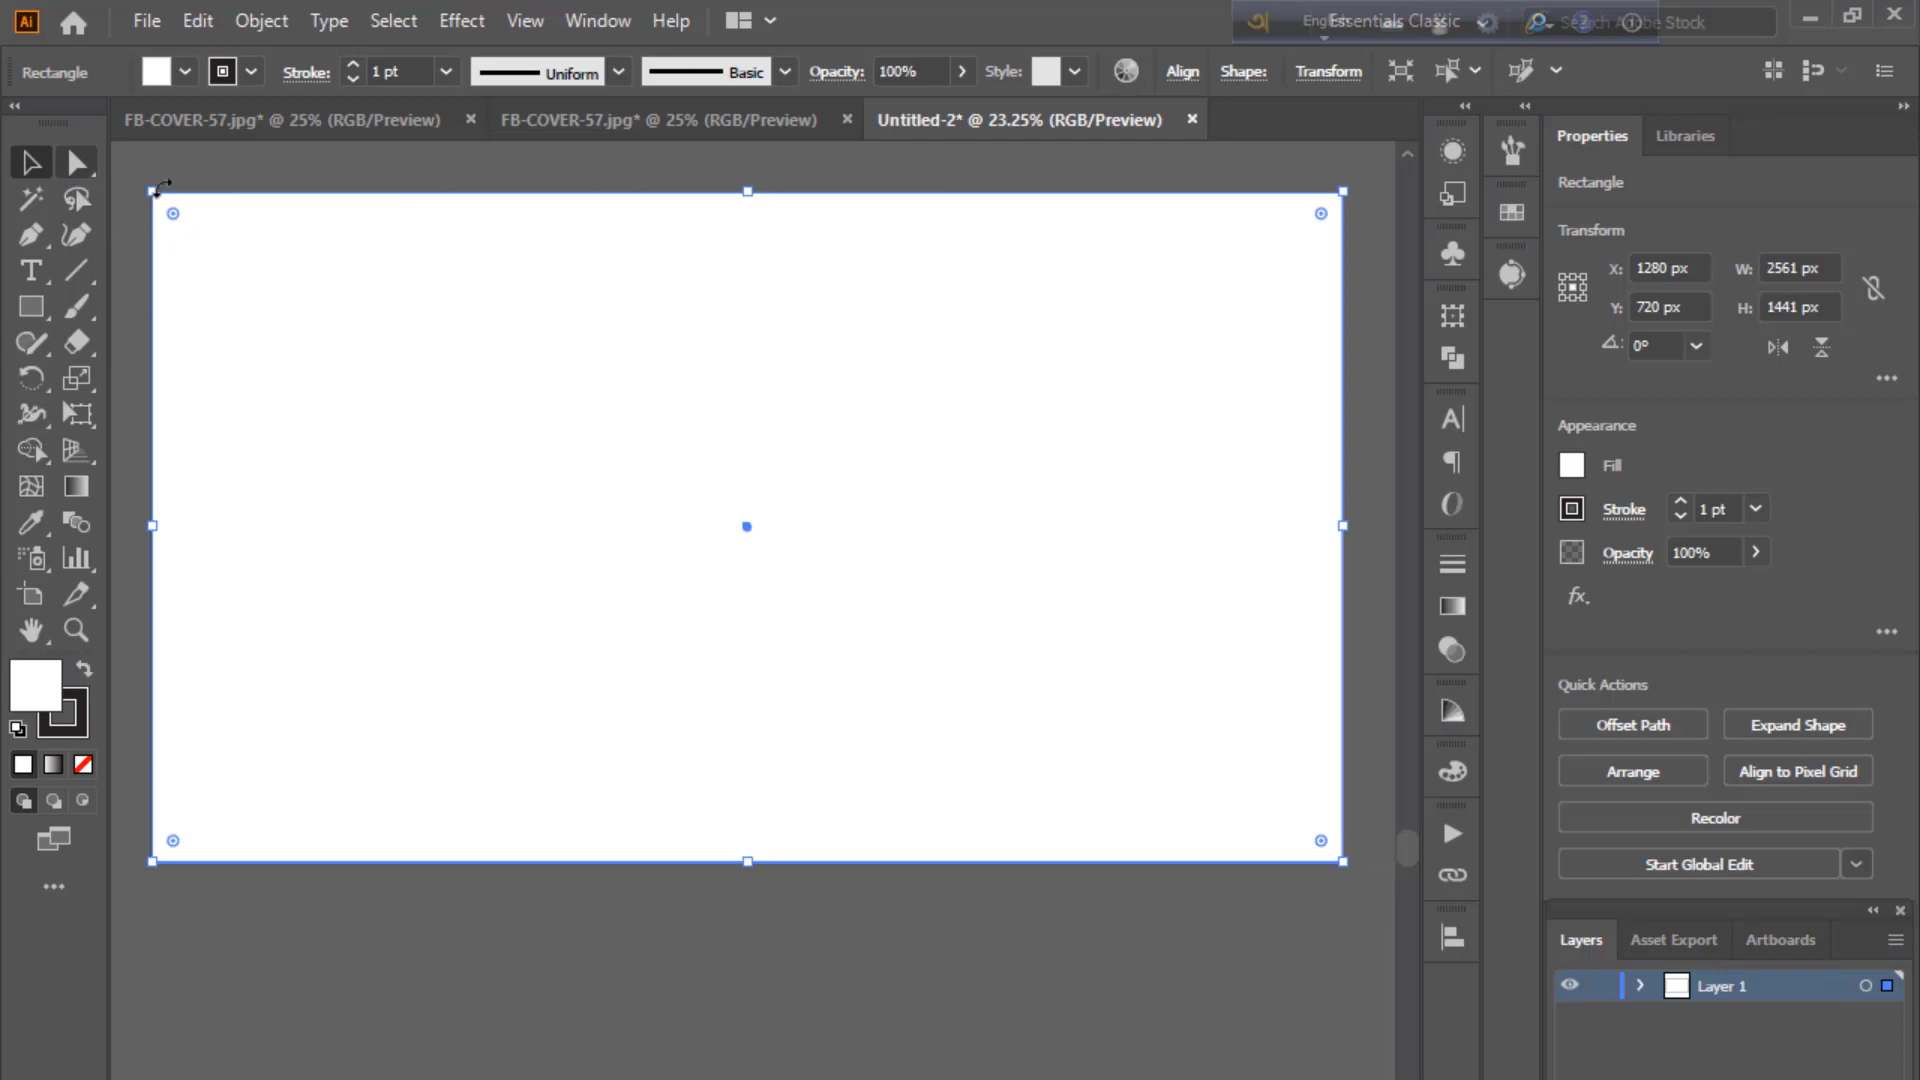 Ai File Edit Object Type Select Effect View Window Help English Essentials Classic Search Adobe Stock
Rectangle Stroke: 1 pt Uniform Basic Opacity: 100% Style: Align Shape: Transform
FB-COVER-57.jpg* @ 25% (RGB/Preview) × FB-COVER-57.jpg* @ 25% (RGB/Preview) × Untitled-2* @ 23.25% (RGB/Preview) ×
Properties Libraries
Rectangle
Transform
X: 1280 px W: 2561 px
Y: 720 px H: 1441 px
0°
Appearance
Fill
Stroke 1 pt
Opacity 100%
fx.
Quick Actions
Offset Path Expand Shape
Arrange Align to Pixel Grid
Recolor
Start Global Edit
Layers Asset Export Artboards
Layer 1